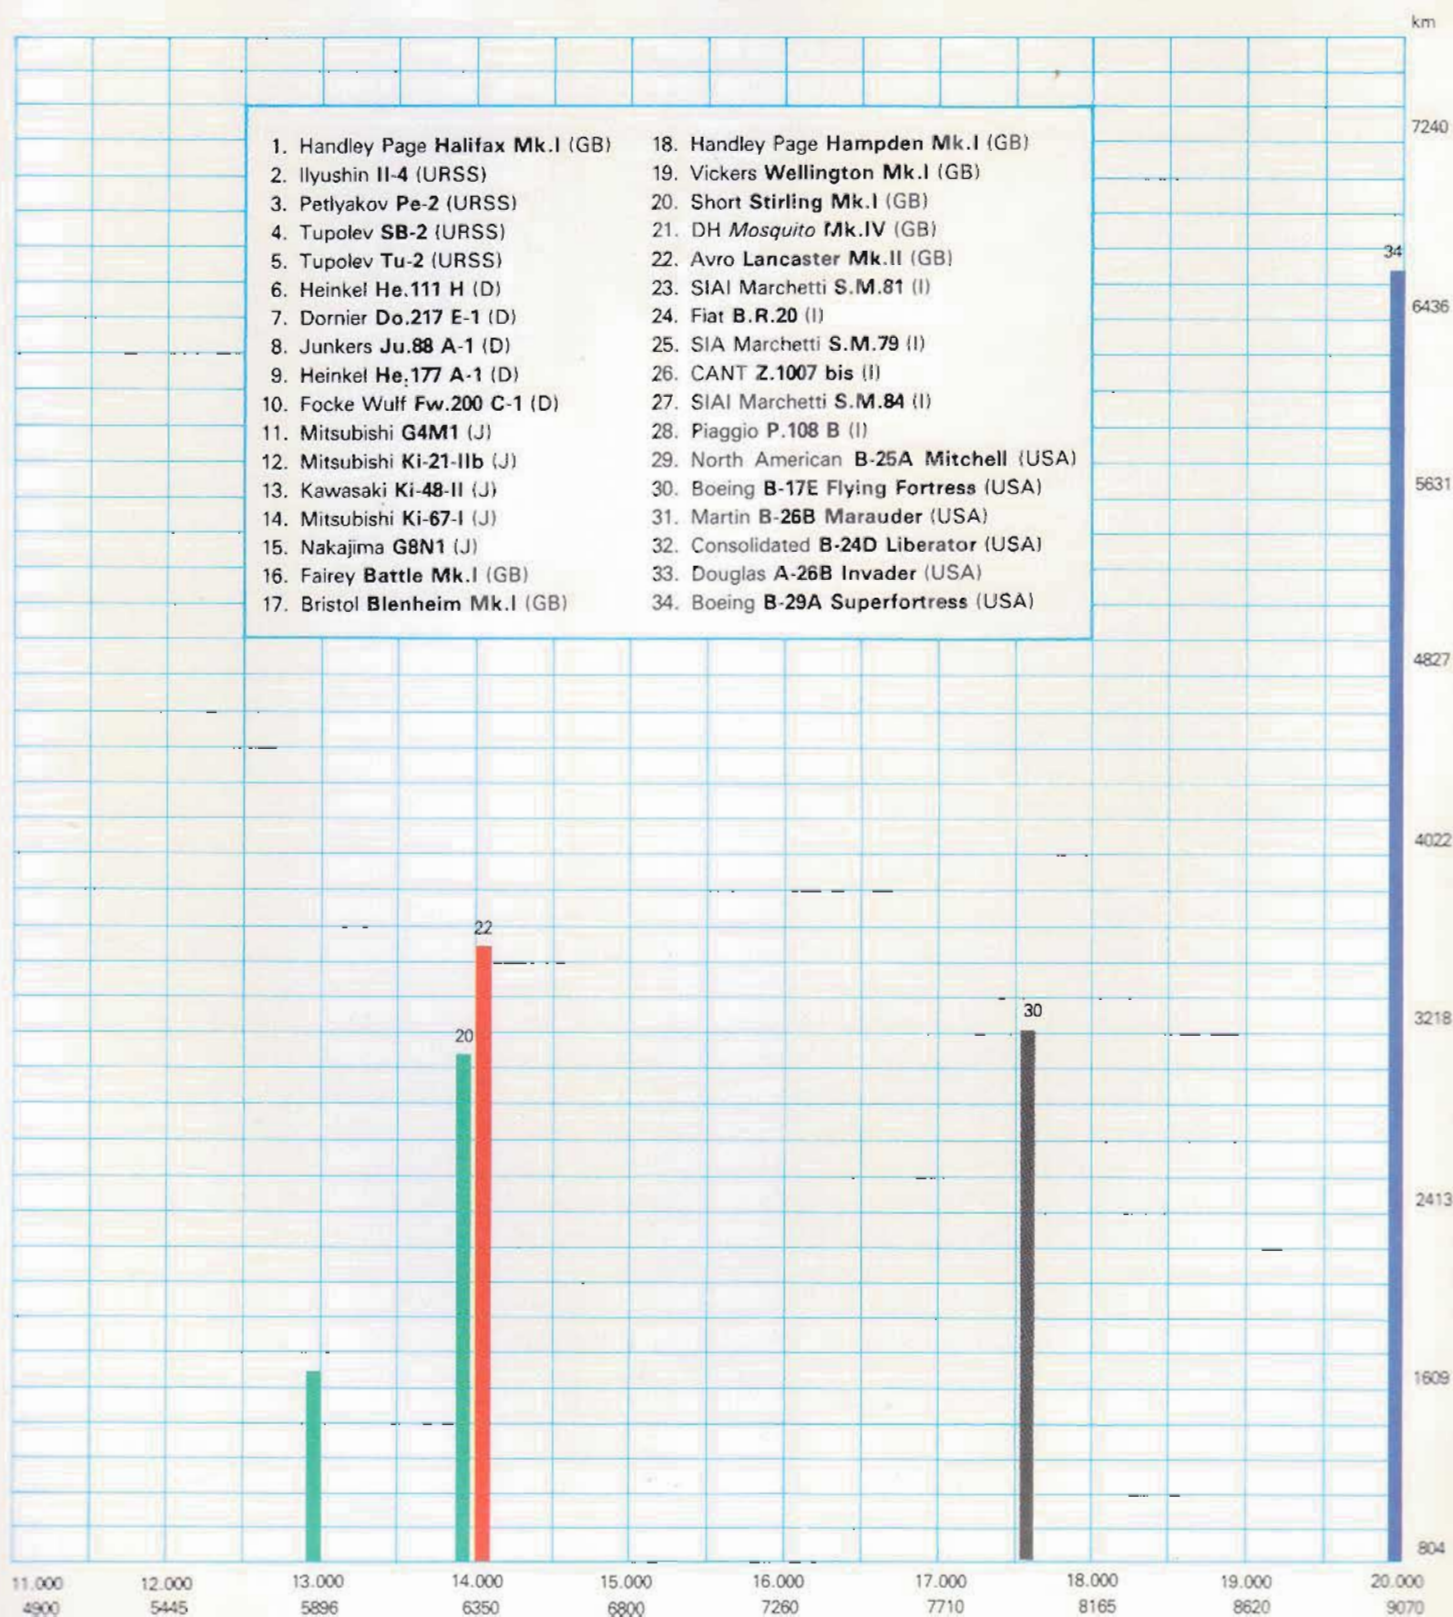 km
1. Handley Page Halifax Mk.I (GB)
2. Ilyushin Il-4 (URSS)
3. Petlyakov Pe-2 (URSS)
4. Tupolev SB-2 (URSS)
5. Tupolev Tu-2 (URSS)
6. Heinkel He.111 H (D)
7. Dornier Do.217 E-1 (D)
8. Junkers Ju.88 A-1 (D)
9. Heinkel He.177 A-1 (D)
10. Focke Wulf Fw.200 C-1 (D)
11. Mitsubishi G4M1 (J)
12. Mitsubishi Ki-21-IIb (J)
13. Kawasaki Ki-48-II (J)
14. Mitsubishi Ki-67-I (J)
15. Nakajima G8N1 (J)
16. Fairey Battle Mk.I (GB)
17. Bristol Blenheim Mk.I (GB)
18. Handley Page Hampden Mk.I (GB)
19. Vickers Wellington Mk.I (GB)
20. Short Stirling Mk.I (GB)
21. DH Mosquito Mk.IV (GB)
22. Avro Lancaster Mk.II (GB)
23. SIAI Marchetti S.M.81 (I)
24. Fiat B.R.20 (I)
25. SIA Marchetti S.M.79 (I)
26. CANT Z.1007 bis (I)
27. SIAI Marchetti S.M.84 (I)
28. Piaggio P.108 B (I)
29. North American B-25A Mitchell (USA)
30. Boeing B-17E Flying Fortress (USA)
31. Martin B-26B Marauder (USA)
32. Consolidated B-24D Liberator (USA)
33. Douglas A-26B Invader (USA)
34. Boeing B-29A Superfortress (USA)
7240
34
6436
5631
4827
4022
22
30
3218
20
2413
1609
804
11.000 12.000 13.000 14.000 15.000 16.000 17.000 18.000 19.000 20.000
4900 5445 5896 6350 6800 7260 7710 8165 8620 9070